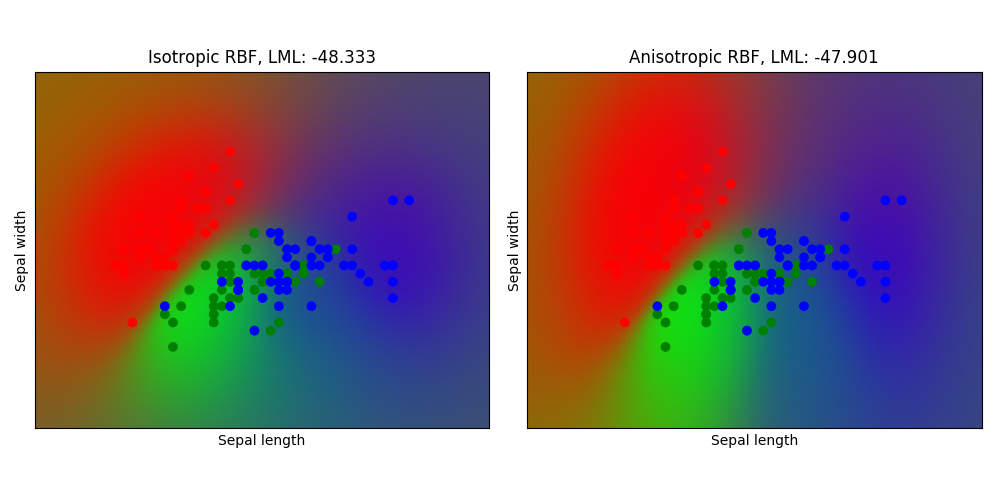 Isotropic RBF, LML: -48.333
Sepal width
Sepal length
Anisotropic RBF, LML: -47.901
Sepal width
Sepal length